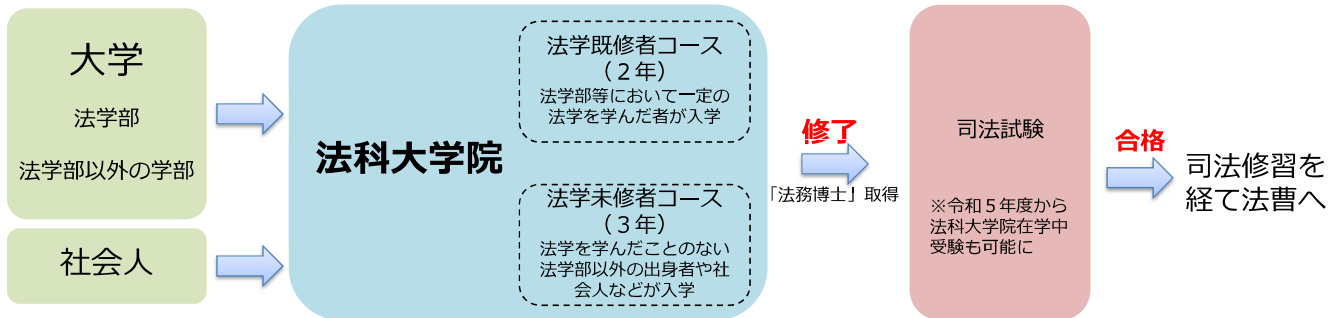 大学
法学部
法学部以外の学部
社会人
法科大学院
法学既修者コース
（２年）
法学部等において一定の
法学を学んだ者が入学
法学未修者コース
（３年）
法学を学んだことのない
法学部以外の出身者や社
会人などが入学
修了
「法務博士」取得
司法試験
※令和５年度から
法科大学院在学中
受験も可能に
合格
司法修習を
経て法曹へ